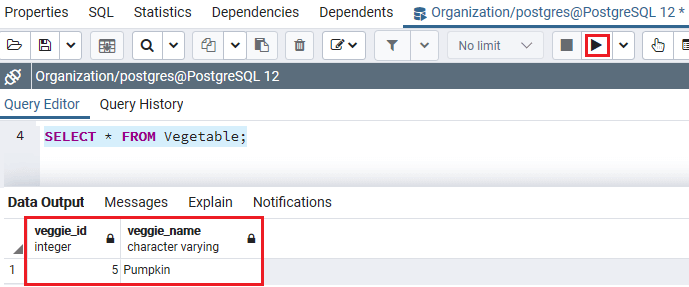 Properties SQL Statistics Dependencies Dependents Organization/postgres@PostgreSQL 12 *
No limit
Organization/postgres@PostgreSQL 12
Query Editor Query History
4 SELECT * FROM Vegetable;
Data Output Messages Explain Notifications
veggie_id veggie_name
integer character varying
1 5 Pumpkin